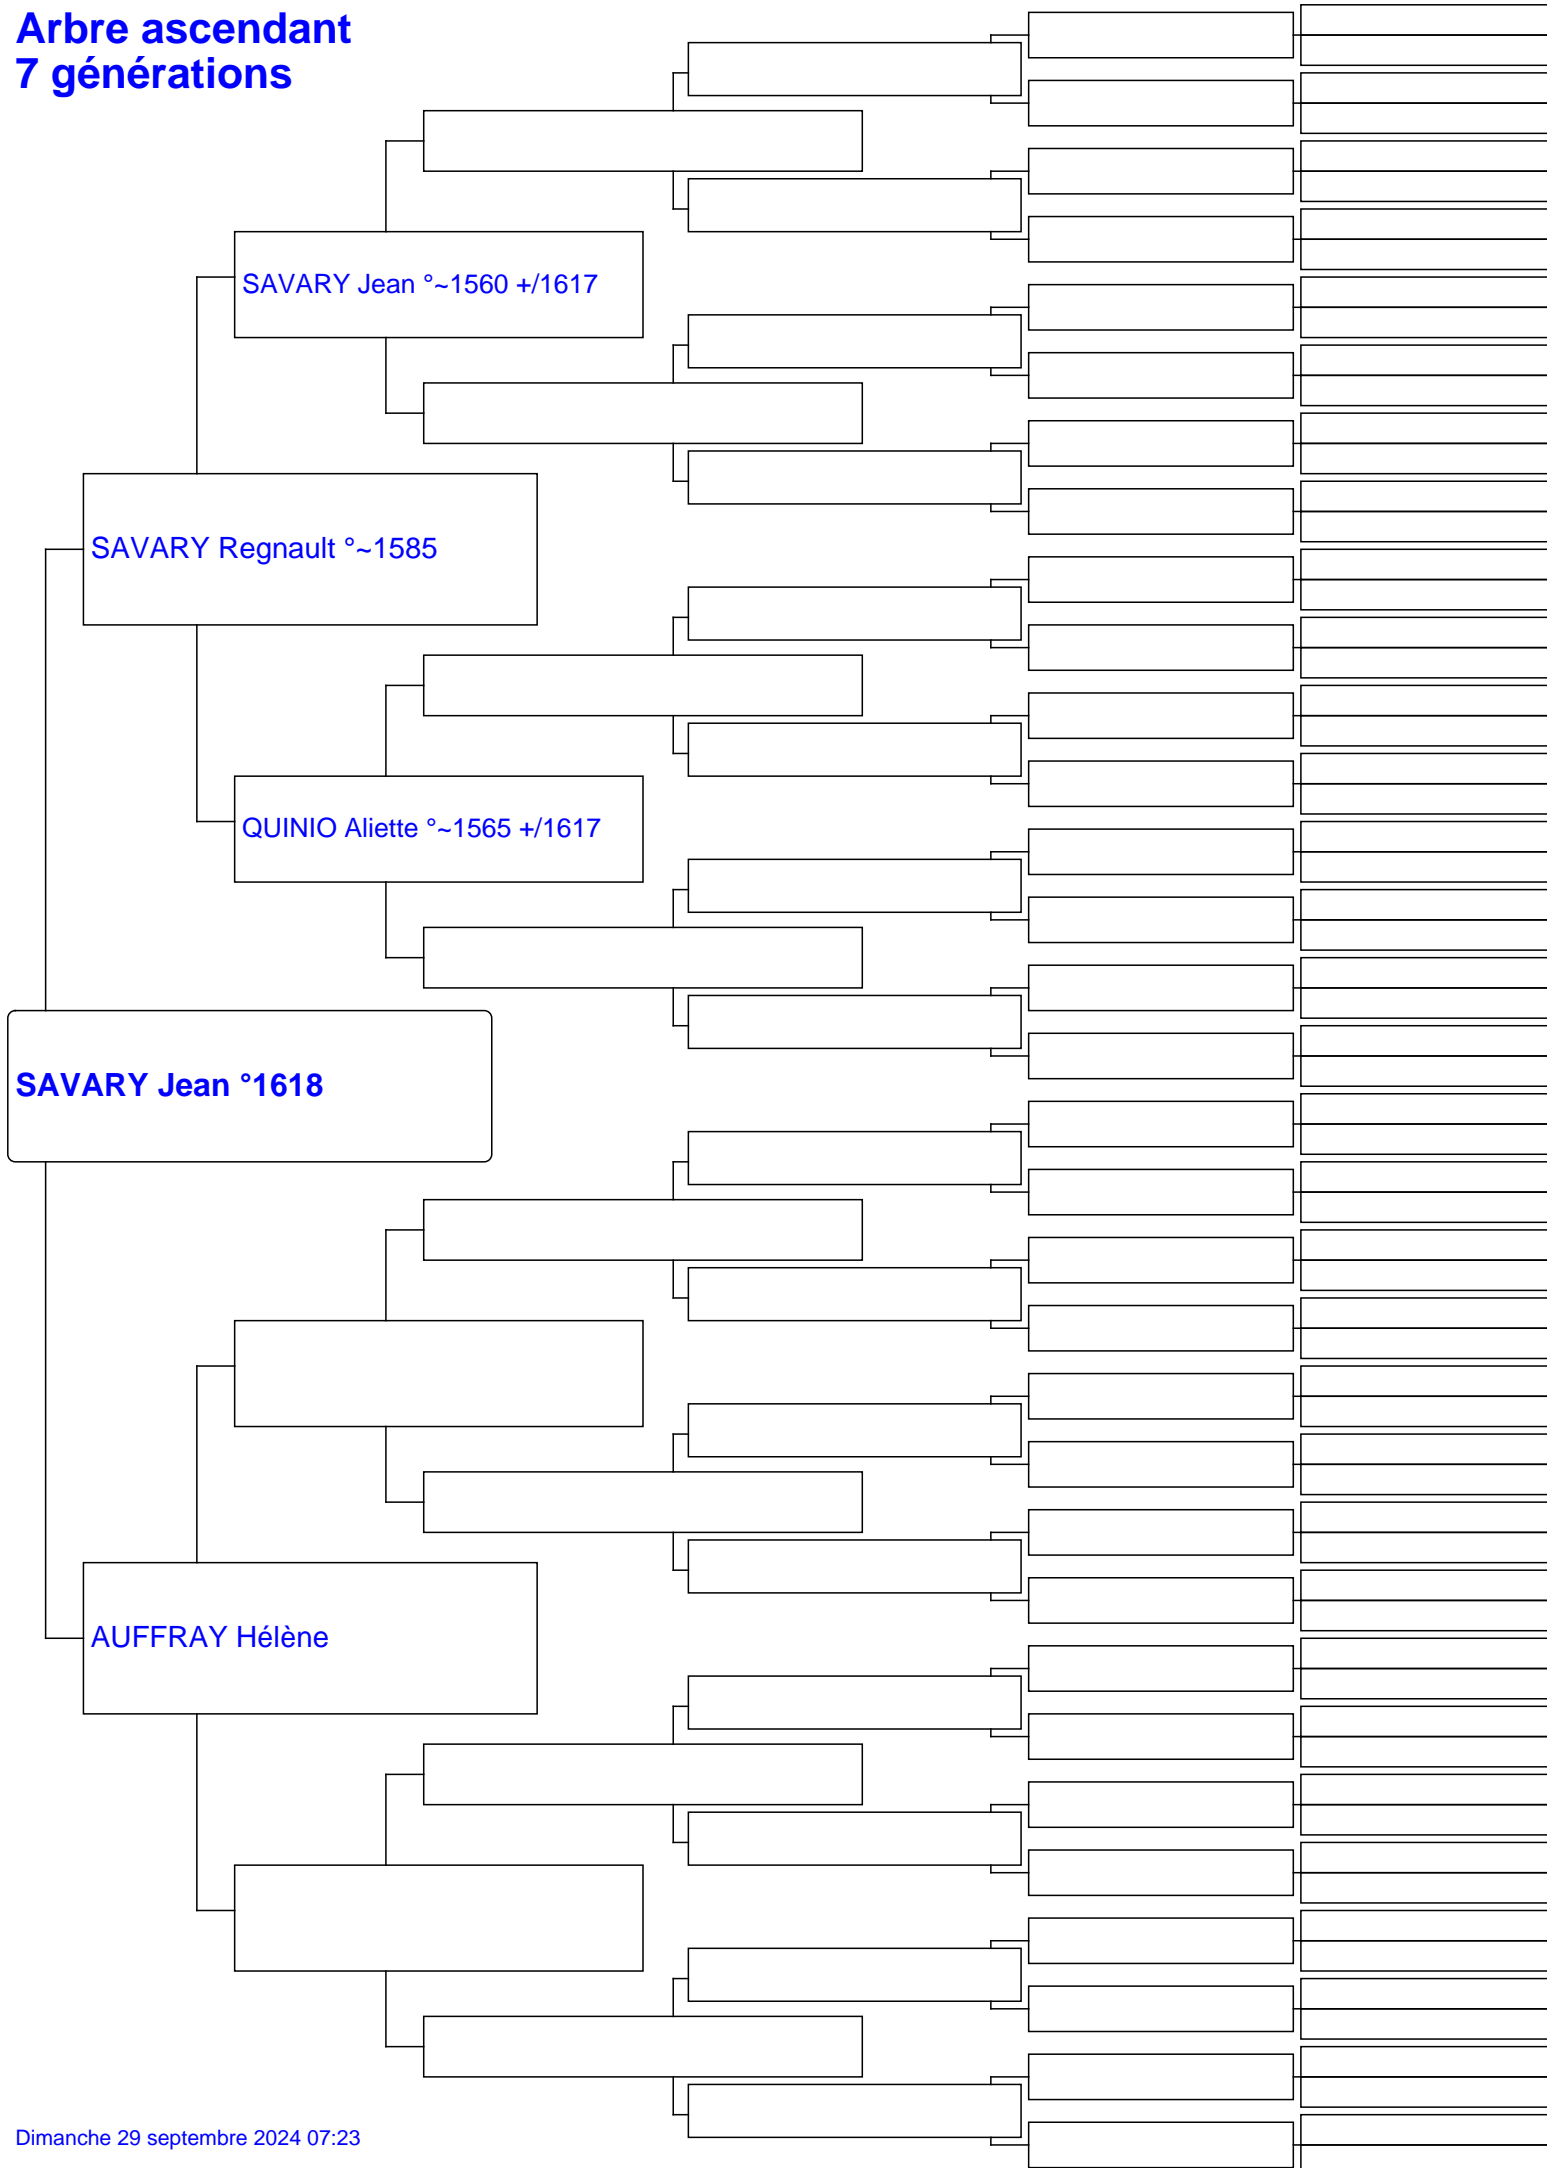 Arbre ascendant
7 générations
SAVARY Jean °~1560 +/1617
SAVARY Regnault °~1585
QUINIO Aliette °~1565 +/1617
SAVARY Jean °1618
AUFFRAY Hélène
Dimanche 29 septembre 2024 07:23